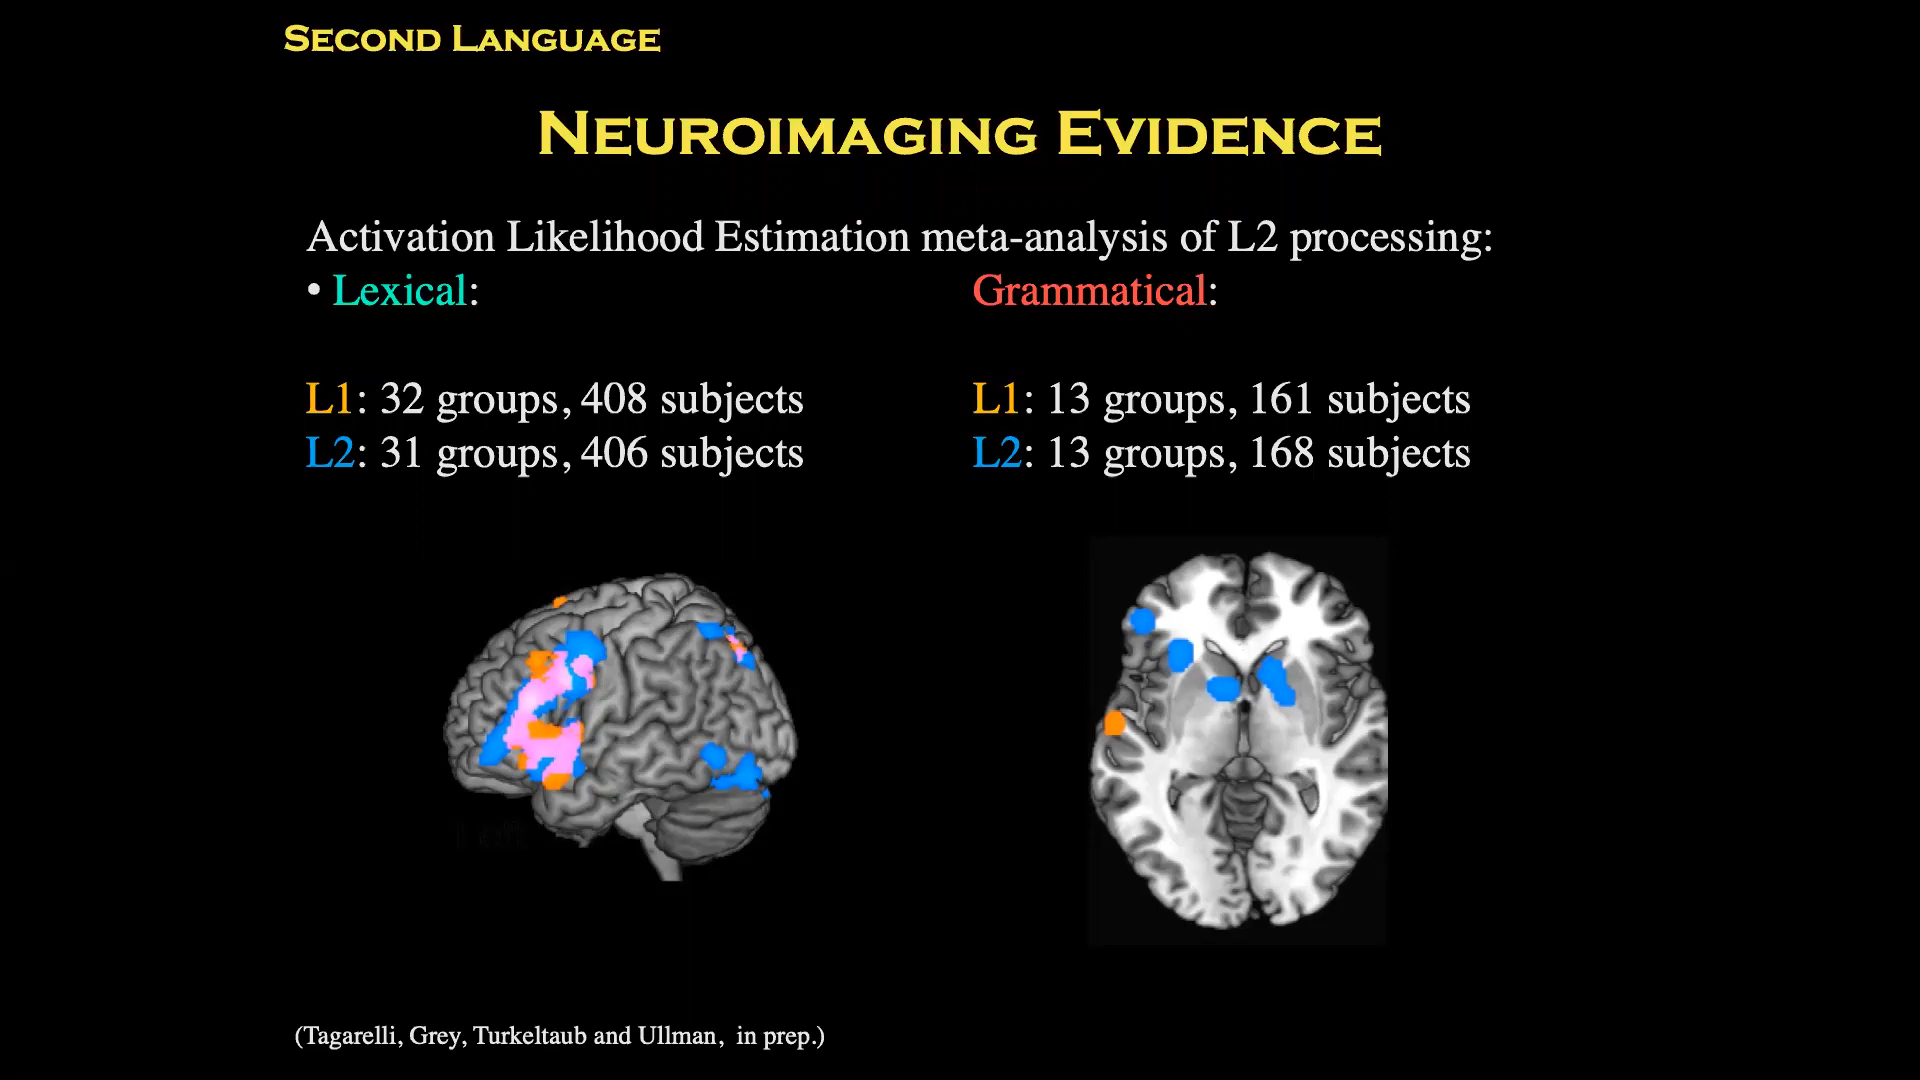 SECOND LANGUAGE
NEUROIMAGING EVIDENCE
Activation Likelihood Estimation meta-analysis of L2 processing:
• Lexical:
L1: 32 groups, 408 subjects
L2: 31 groups, 406 subjects
Grammatical:
L1: 13 groups, 161 subjects
L2: 13 groups, 168 subjects
Left
(Tagarelli, Grey, Turkeltaub and Ullman, in prep.)